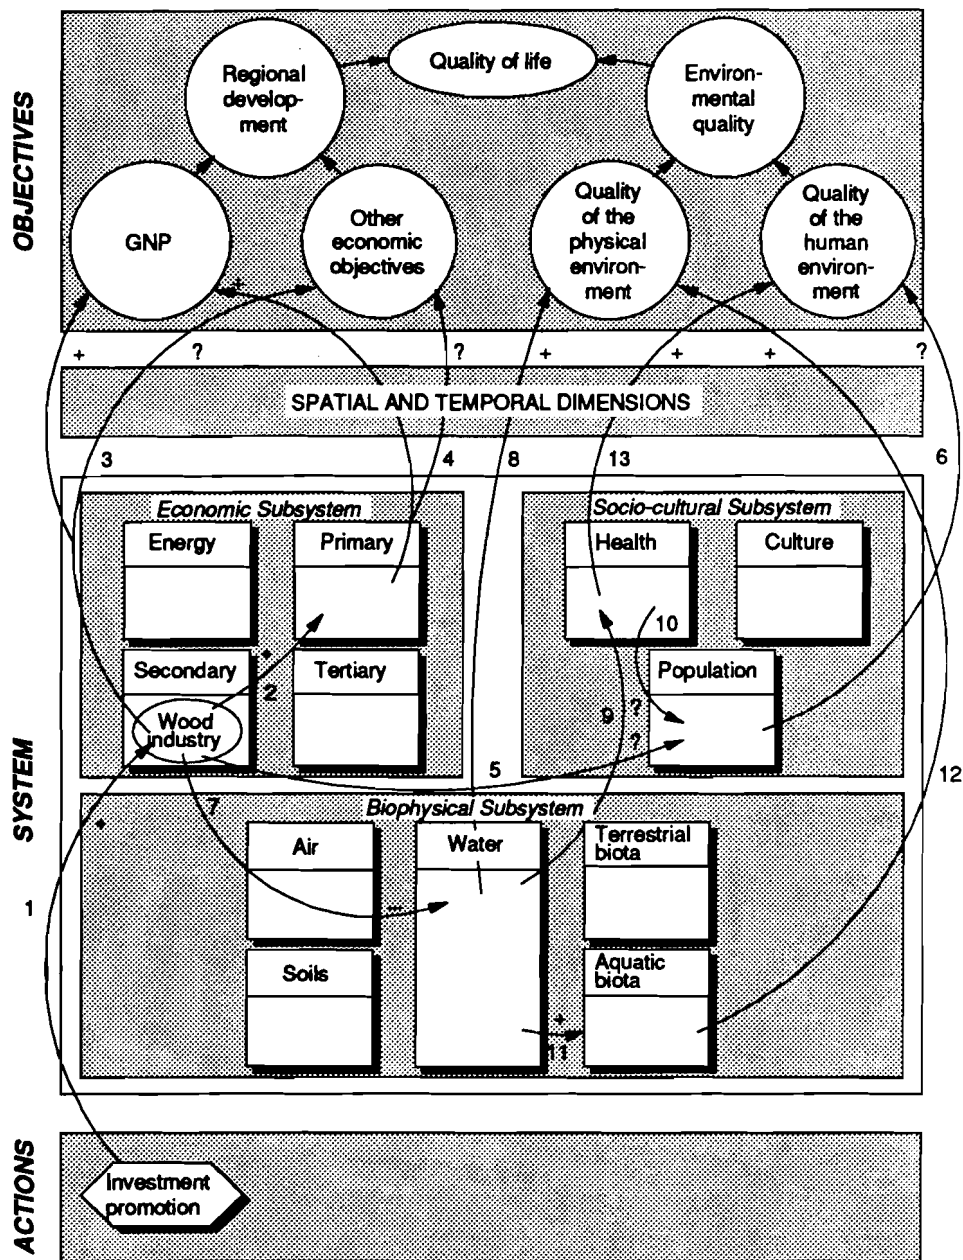 OBJECTIVES
Quality of life
Regional
develop-
ment
Environ-
mental
quality
GNP
Other
economic
objectives
Quality
of the
physical
environ-
ment
Quality
of the
human
environ-
ment
+
+ ? ? + + + ?
SPATIAL AND TEMPORAL DIMENSIONS
3 4 8 13 6
SYSTEM
Economic Subsystem
Energy
Primary
Secondary
Tertiary
Wood
industry
+
2
Socio-cultural Subsystem
Health
Culture
10
Population
9
?
?
5
12
7
Biophysical Subsystem
+
Air
Water
Terrestrial
biota
1
–
Soils
Aquatic
biota
+
11
ACTIONS
Investment
promotion